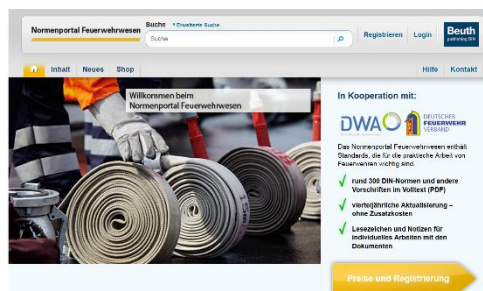 Normenportal Feuerwehrwesen
Suche
Erweiterte Suche
Suche
Registrieren
Login
Beuth
publishing DIN
Inhalt
Neues
Shop
Hilfe
Kontakt
Willkommen beim
Normenportal Feuerwehrwesen
In Kooperation mit:
DWA
DEUTSCHER
FEUERWEHR
VERBAND
Das Normenportal Feuerwehrwesen enthält
Standards, die für die praktische Arbeit von
Feuerwehren wichtig sind.
rund 300 DIN-Normen und andere
Vorschriften im Volltext (PDF)
vierteljährliche Aktualisierung –
ohne Zusatzkosten
Lesezeichen und Notizen für
individuelles Arbeiten mit den
Dokumenten
Preise und Registrierung